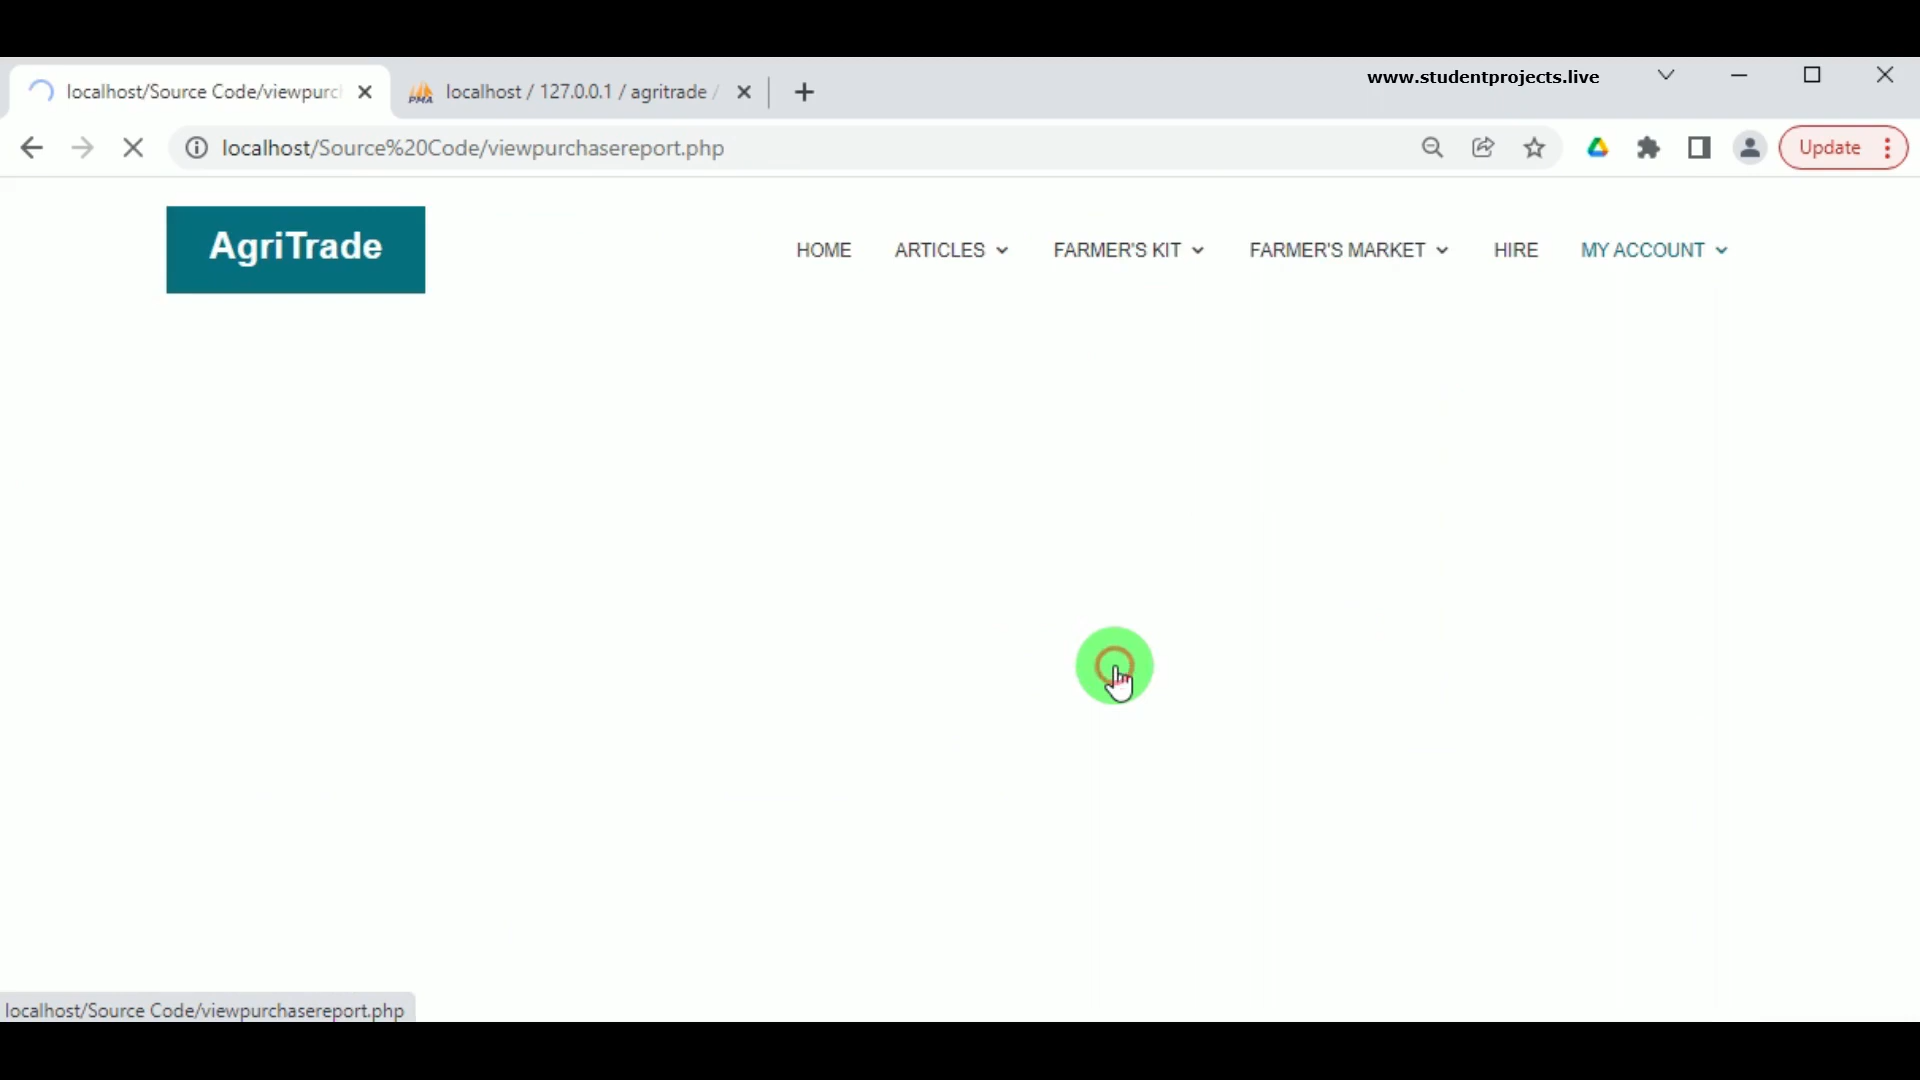 www.studentprojects.live
localhost/Source Code/viewpurc
localhost / 127.0.0.1 / agritrade /
localhost/Source%20Code/viewpurchasereport.php
Update
AgriTrade
HOME
ARTICLES
FARMER'S KIT
FARMER'S MARKET
HIRE
MY ACCOUNT
localhost/Source Code/viewpurchasereport.php